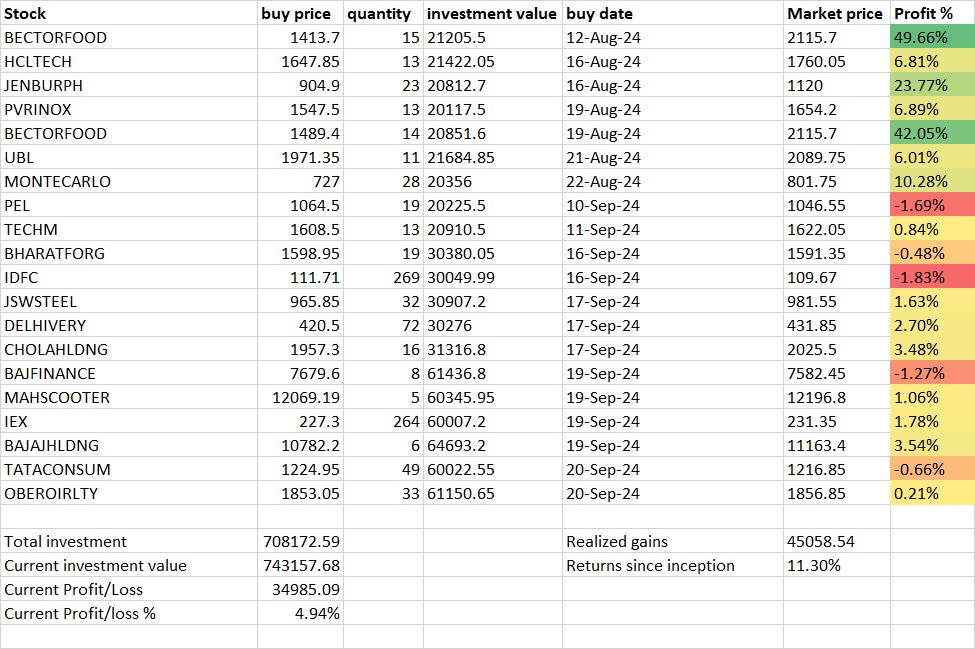 Stock buy price quantity investment value buy date Market price Profit %
BECTORFOOD 1413.7 15 21205.5 12-Aug-24 2115.7 49.66%
HCLTECH 1647.85 13 21422.05 16-Aug-24 1760.05 6.81%
JENBURPH 904.9 23 20812.7 16-Aug-24 1120 23.77%
PVRINOX 1547.5 13 20117.5 19-Aug-24 1654.2 6.89%
BECTORFOOD 1489.4 14 20851.6 19-Aug-24 2115.7 42.05%
UBL 1971.35 11 21684.85 21-Aug-24 2089.75 6.01%
MONTECARLO 727 28 20356 22-Aug-24 801.75 10.28%
PEL 1064.5 19 20225.5 10-Sep-24 1046.55 -1.69%
TECHM 1608.5 13 20910.5 11-Sep-24 1622.05 0.84%
BHARATFORG 1598.95 19 30380.05 16-Sep-24 1591.35 -0.48%
IDFC 111.71 269 30049.99 16-Sep-24 109.67 -1.83%
JSWSTEEL 965.85 32 30907.2 17-Sep-24 981.55 1.63%
DELHIVERY 420.5 72 30276 17-Sep-24 431.85 2.70%
CHOLAHLDNG 1957.3 16 31316.8 17-Sep-24 2025.5 3.48%
BAJFINANCE 7679.6 8 61436.8 19-Sep-24 7582.45 -1.27%
MAHSCOOTER 12069.19 5 60345.95 19-Sep-24 12196.8 1.06%
IEX 227.3 264 60007.2 19-Sep-24 231.35 1.78%
BAJAJHLDNG 10782.2 6 64693.2 19-Sep-24 11163.4 3.54%
TATACONSUM 1224.95 49 60022.55 20-Sep-24 1216.85 -0.66%
OBEROIRLTY 1853.05 33 61150.65 20-Sep-24 1856.85 0.21%
Total investment 708172.59 Realized gains 45058.54
Current investment value 743157.68 Returns since inception 11.30%
Current Profit/Loss 34985.09
Current Profit/loss % 4.94%